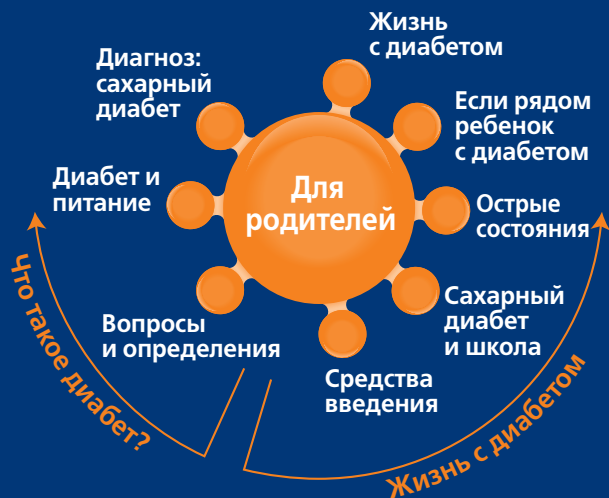 Жизнь
с диабетом
Диагноз:
сахарный
диабет
Если рядом
ребенок
с диабетом
Диабет и
питание
Для
родителей
Острые
состояния
Вопросы
и определения
Сахарный
диабет
и школа
Средства
введения
Что такое диабет?
Жизнь с диабетом